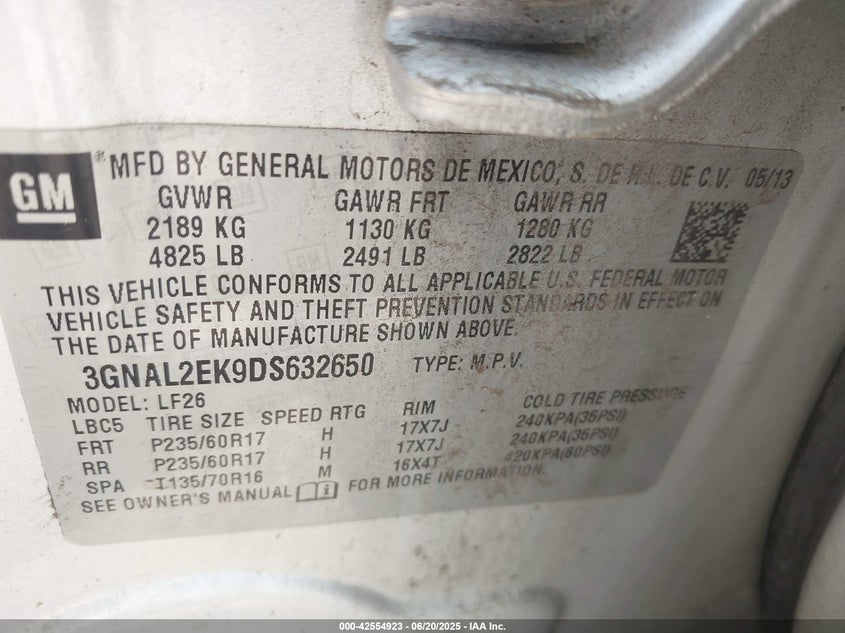 GM
® MFD BY GENERAL MOTORS DE MEXICO, S. DE R.L. DE C.V. 05/13
GVWR GAWR FRT GAWR RR
2189 KG 1130 KG 1280 KG
4825 LB 2491 LB 2822 LB
THIS VEHICLE CONFORMS TO ALL APPLICABLE U.S. FEDERAL MOTOR
VEHICLE SAFETY AND THEFT PREVENTION STANDARDS IN EFFECT ON
THE DATE OF MANUFACTURE SHOWN ABOVE.
3GNAL2EK9DS632650 TYPE: M.P.V.
MODEL: LF26
LBC5 TIRE SIZE SPEED RTG RIM COLD TIRE PRESSURE
FRT P235/60R17 H 17X7J 240KPA(35PSI)
RR P235/60R17 H 17X7J 240KPA(35PSI)
SPA T135/70R16 M 16X4T 420KPA(60PSI)
SEE OWNER'S MANUAL FOR MORE INFORMATION.
000-42554923 - 06/20/2025 - IAA Inc.